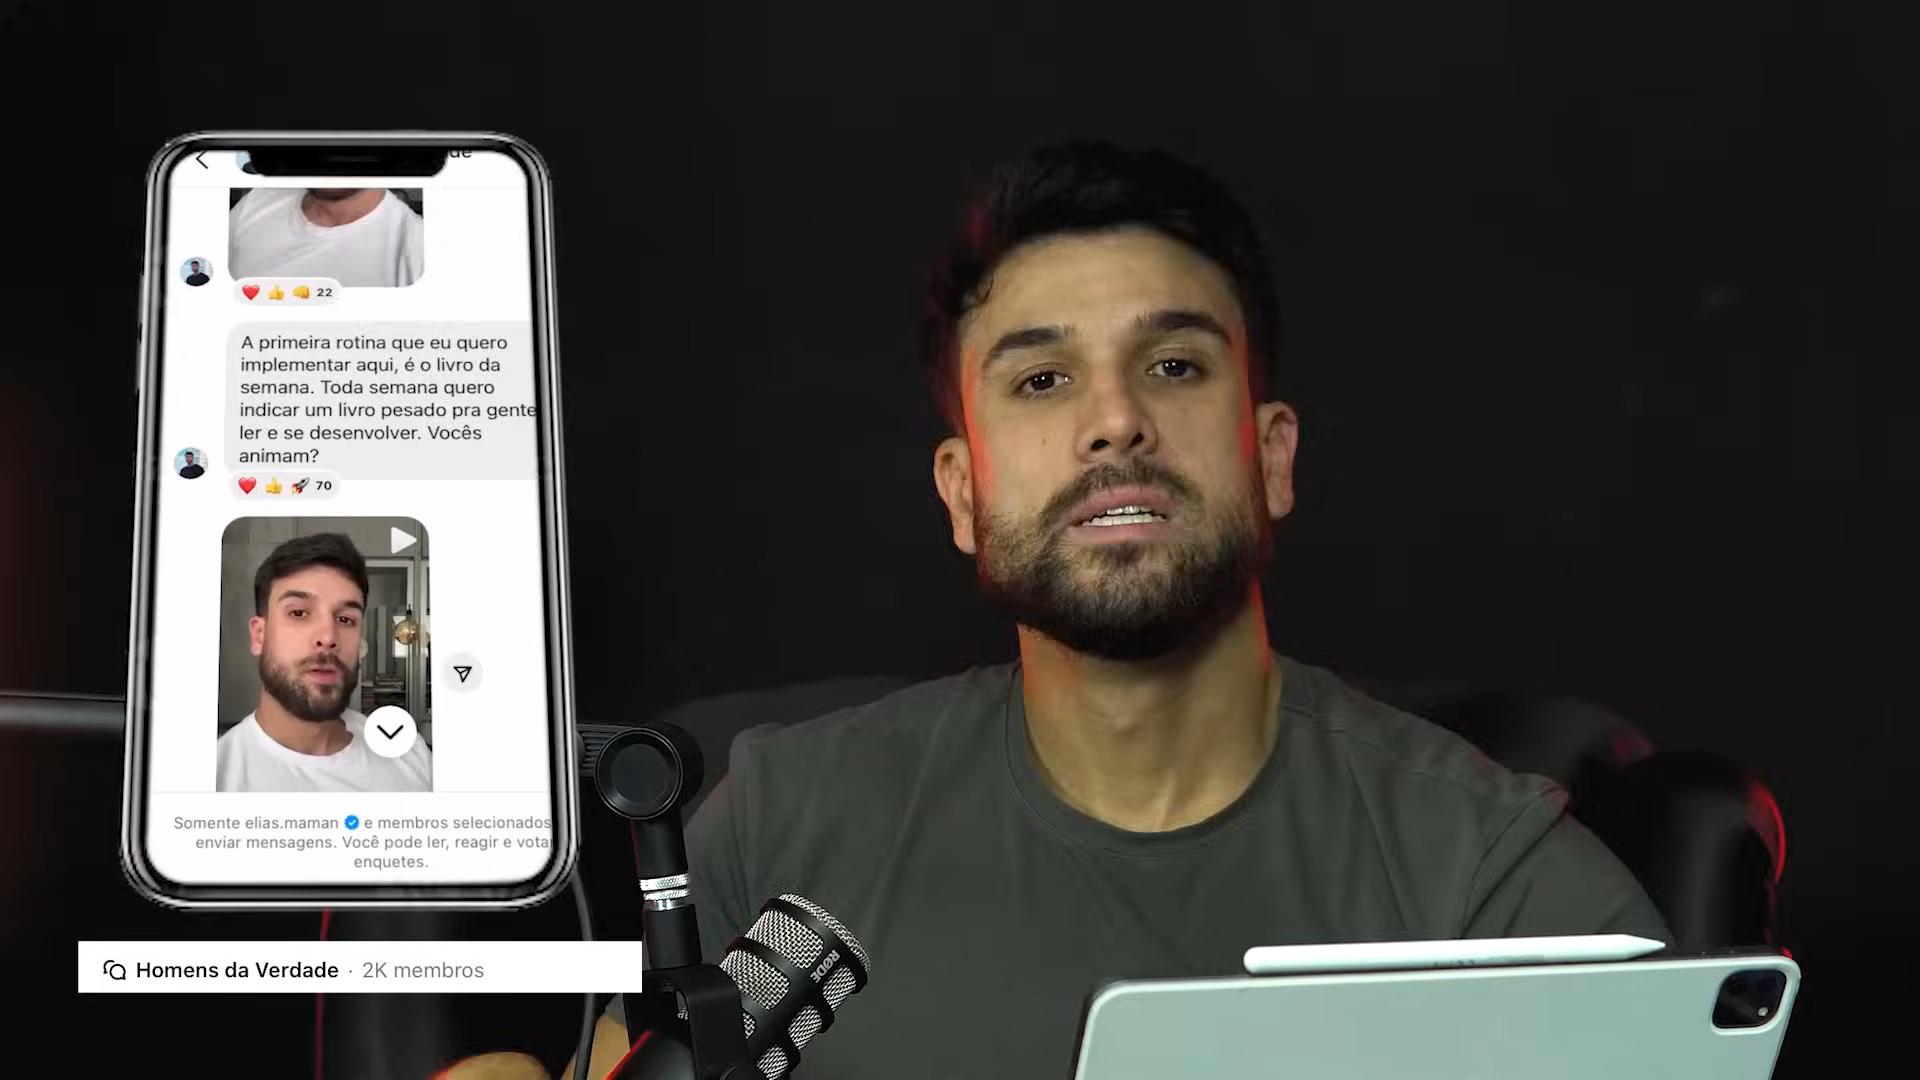 de
22
A primeira rotina que eu quero
implementar aqui, é o livro da
semana. Toda semana quero
indicar um livro pesado pra gente
ler e se desenvolver. Vocês
animam?
70
Somente elias.maman e membros selecionados
enviar mensagens. Você pode ler, reagir e votar
enquetes.
Homens da Verdade · 2K membros
RØDE